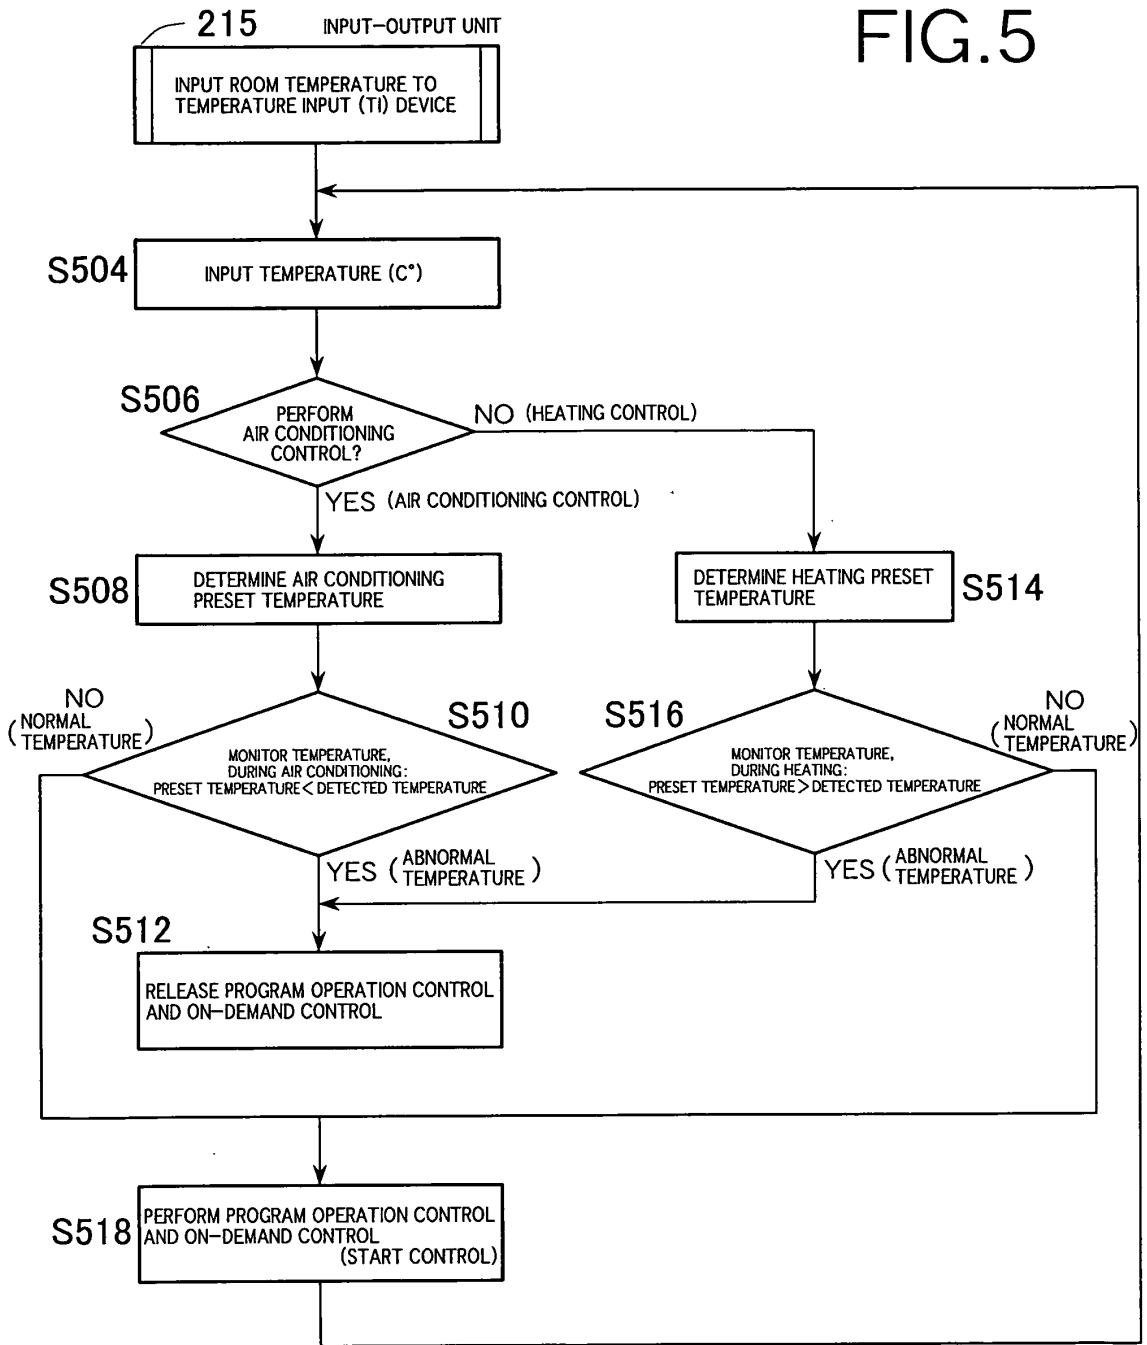 215
INPUT-OUTPUT UNIT
FIG.5
INPUT ROOM TEMPERATURE TO
TEMPERATURE INPUT (TI) DEVICE
S504
INPUT TEMPERATURE (C°)
S506
PERFORM
AIR CONDITIONING
CONTROL?
NO (HEATING CONTROL)
YES (AIR CONDITIONING CONTROL)
S508
DETERMINE AIR CONDITIONING
PRESET TEMPERATURE
DETERMINE HEATING PRESET
TEMPERATURE
S514
NO
(NORMAL
TEMPERATURE)
S510
MONITOR TEMPERATURE,
DURING AIR CONDITIONING:
PRESET TEMPERATURE < DETECTED TEMPERATURE
S516
MONITOR TEMPERATURE,
DURING HEATING:
PRESET TEMPERATURE > DETECTED TEMPERATURE
NO
(NORMAL
TEMPERATURE)
YES (ABNORMAL
TEMPERATURE)
YES (ABNORMAL
TEMPERATURE)
S512
RELEASE PROGRAM OPERATION CONTROL
AND ON-DEMAND CONTROL
S518
PERFORM PROGRAM OPERATION CONTROL
AND ON-DEMAND CONTROL
(START CONTROL)